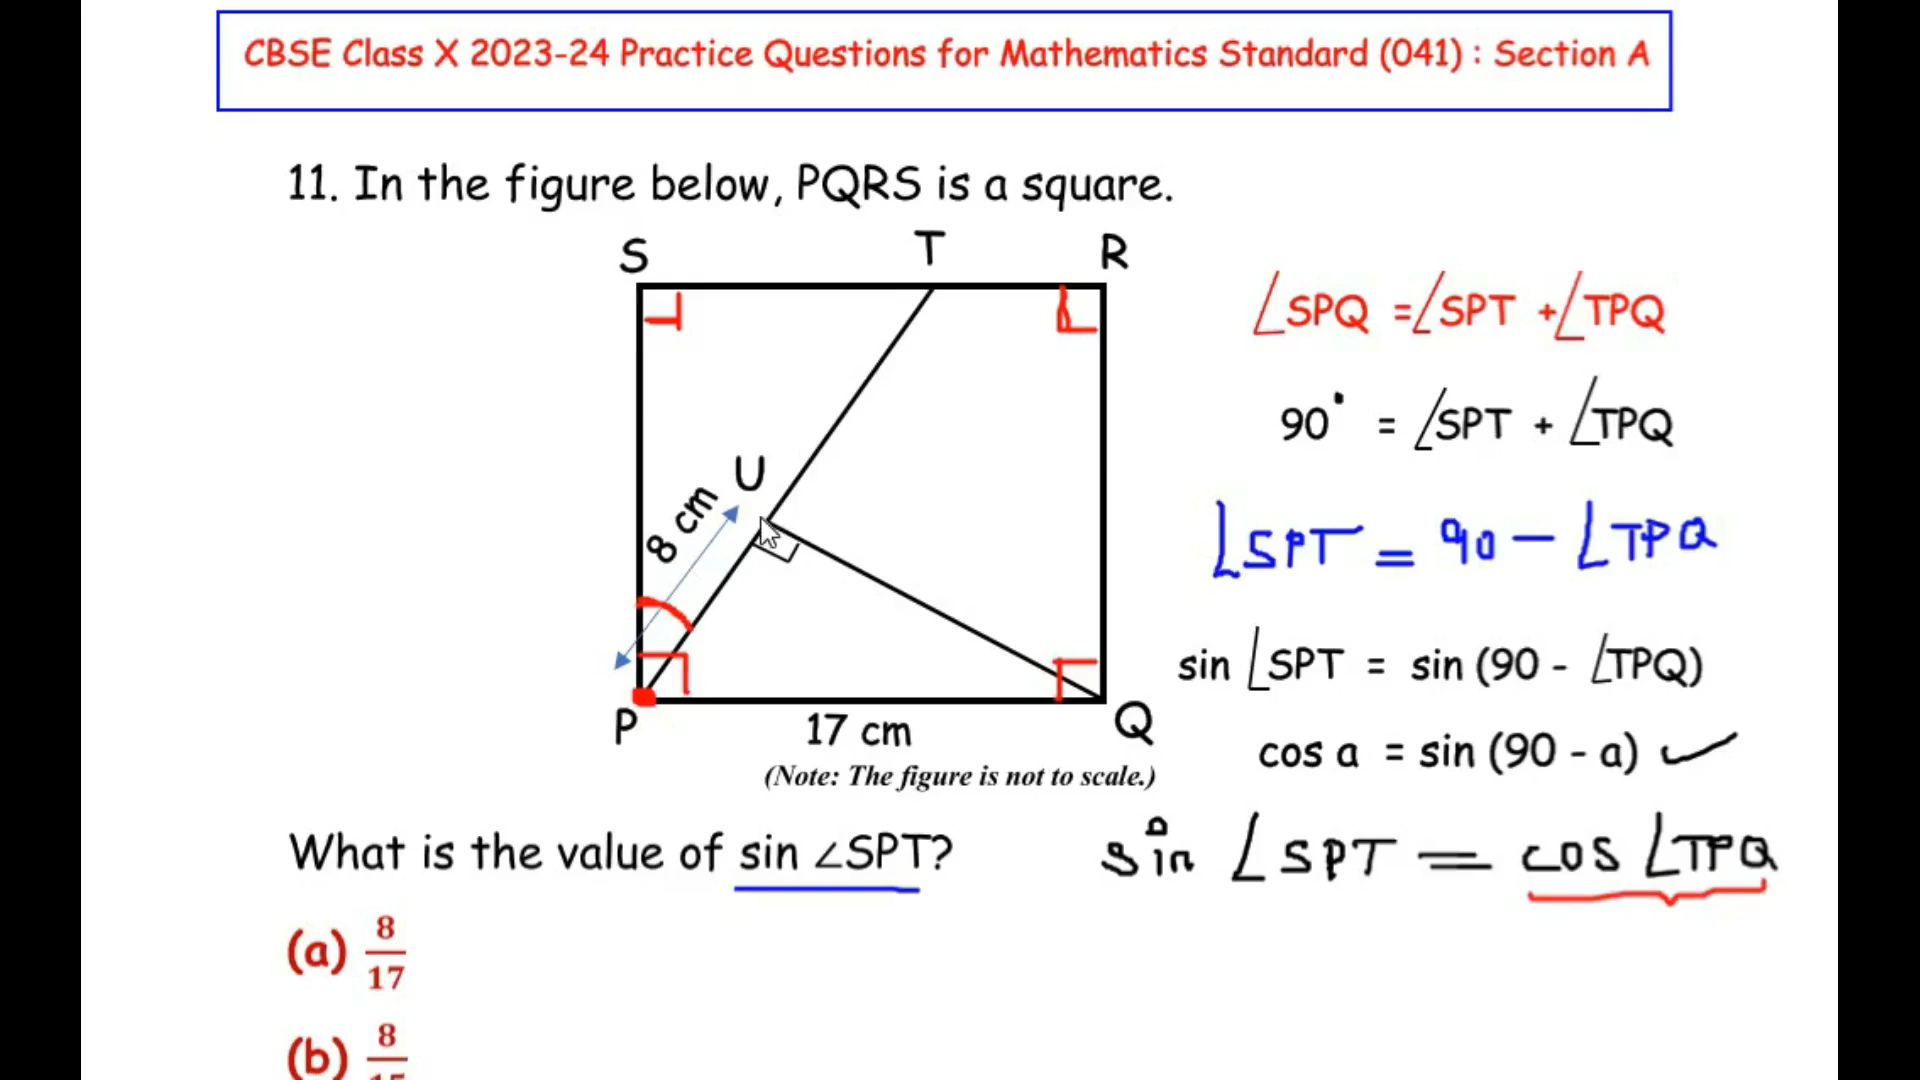 CBSE Class X 2023-24 Practice Questions for Mathematics Standard (041) : Section A
11. In the figure below, PQRS is a square.
S T R
∠SPQ = ∠SPT + ∠TPQ
90° = ∠SPT + ∠TPQ
U
8 cm
∠SPT = 90 - ∠TPQ
sin ∠SPT = sin (90 - ∠TPQ)
P 17 cm Q
cos a = sin (90 - a) ✓
(Note: The figure is not to scale.)
What is the value of sin ∠SPT?
sin ∠SPT = cos ∠TPQ
(a) 8/17
(b) 8